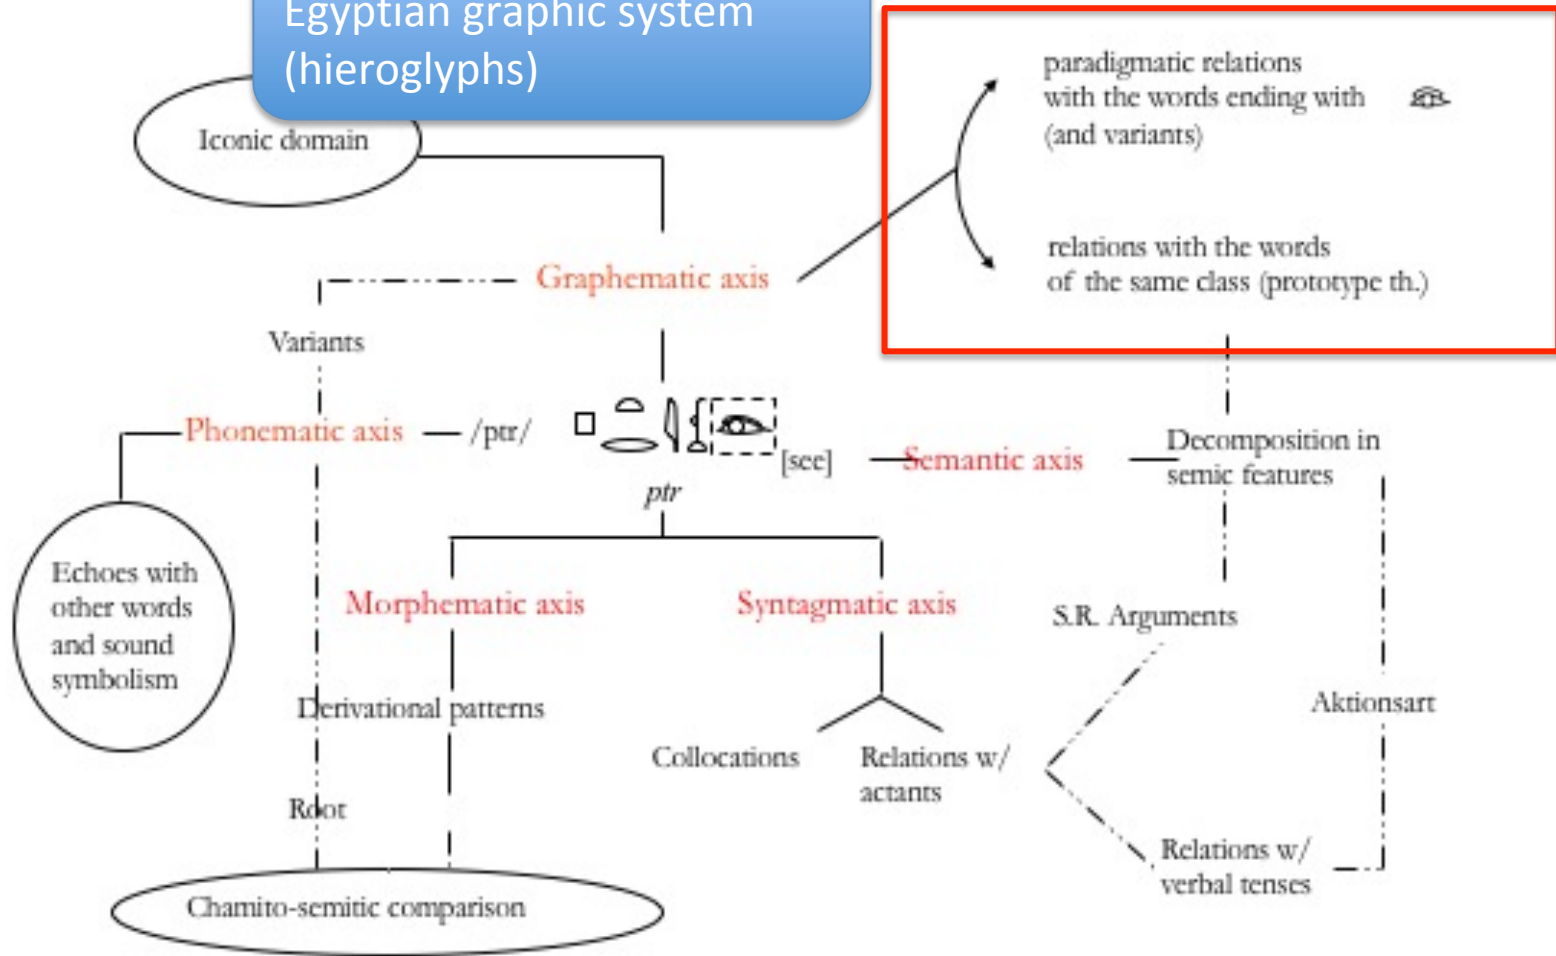 Egyptian graphic system
(hieroglyphs)
paradigmatic relations
with the words ending with
(and variants)
Iconic domain
relations with the words
of the same class (prototype th.)
Graphematic axis
Variants
Phonematic axis
/ptr/
[see]
Semantic axis
Decomposition in
semic features
ptr
Echoes with
other words
and sound
symbolism
Morphematic axis
Syntagmatic axis
S.R. Arguments
Derivational patterns
Aktionsart
Collocations
Relations w/
actants
Root
Relations w/
verbal tenses
Chamito-semitic comparison